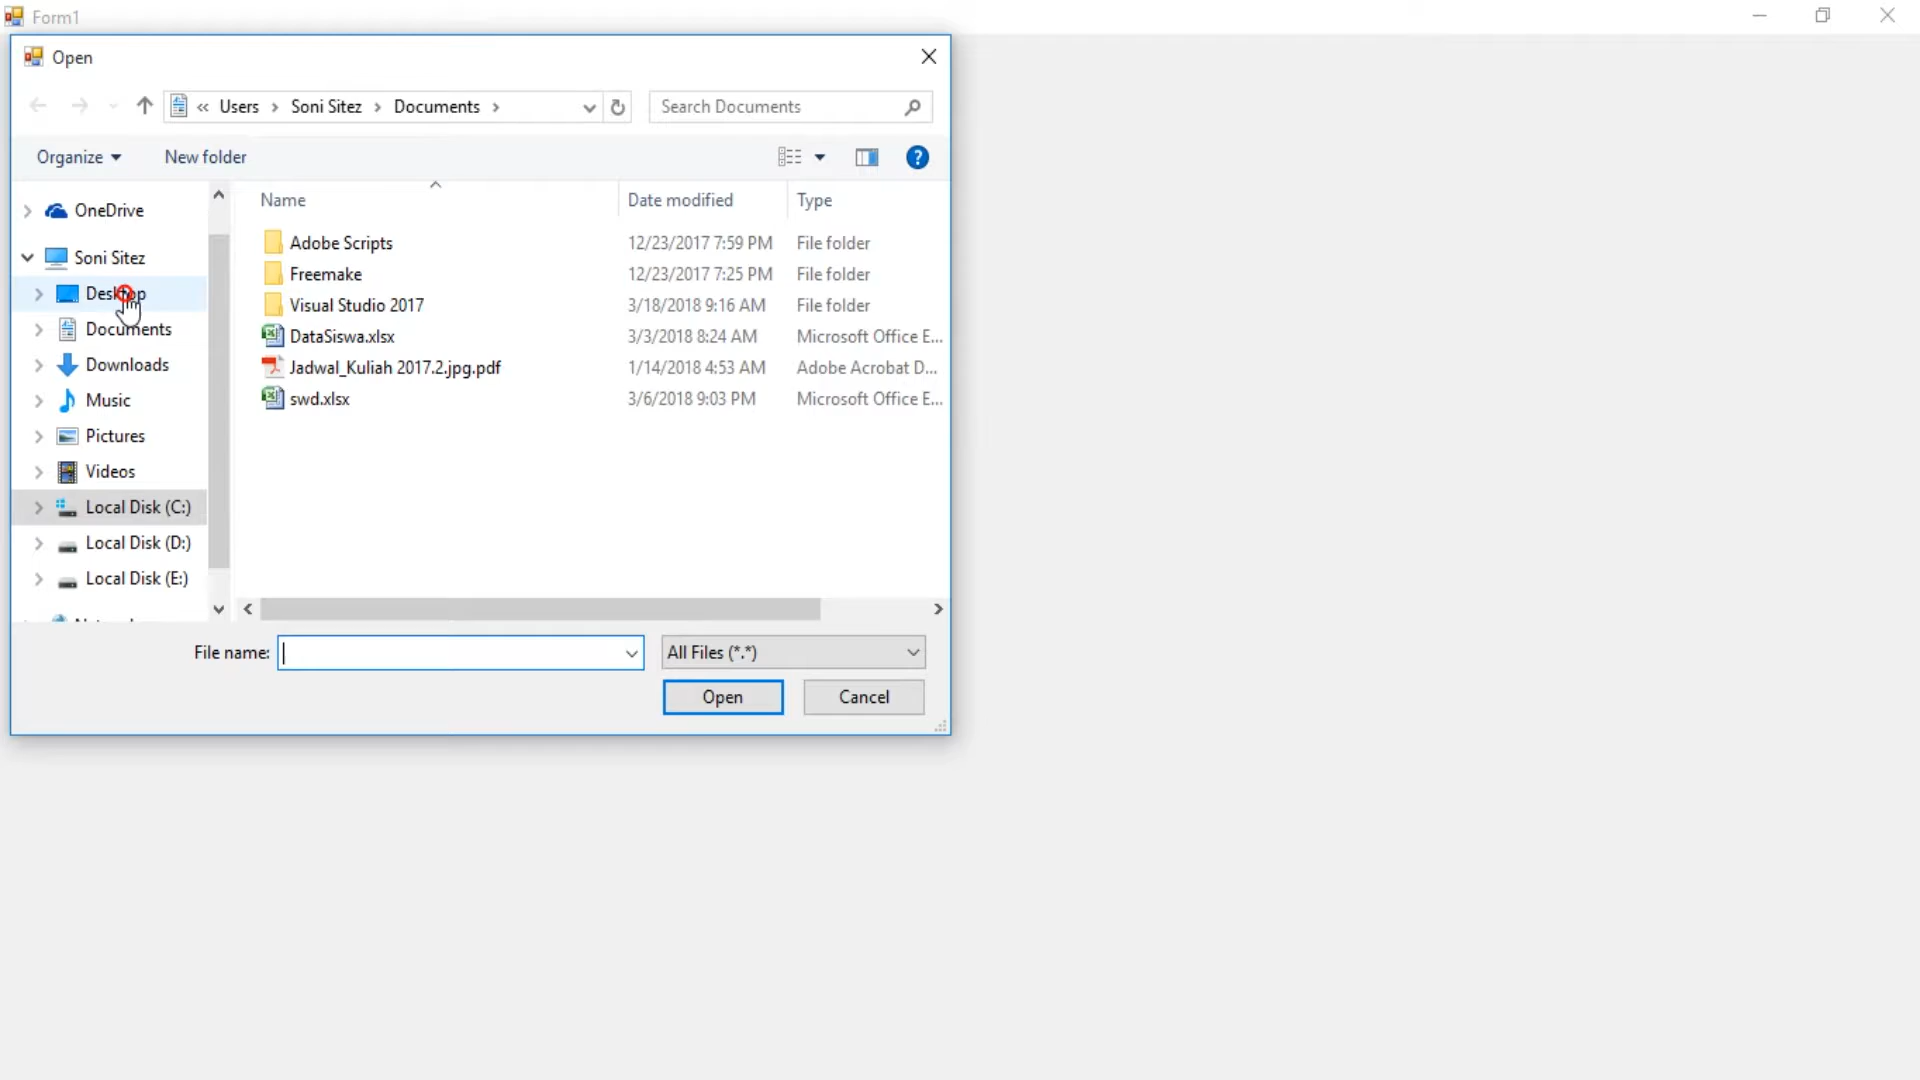 Form1
Open
« Users > Soni Sitez > Documents >
Search Documents
Organize
New folder
OneDrive
Soni Sitez
Desktop
Documents
Downloads
Music
Pictures
Videos
Local Disk (C:)
Local Disk (D:)
Local Disk (E:)
Name Date modified Type
Adobe Scripts 12/23/2017 7:59 PM File folder
Freemake 12/23/2017 7:25 PM File folder
Visual Studio 2017 3/18/2018 9:16 AM File folder
DataSiswa.xlsx 3/3/2018 8:24 AM Microsoft Office E...
Jadwal_Kuliah 2017.2.jpg.pdf 1/14/2018 4:53 AM Adobe Acrobat D...
swd.xlsx 3/6/2018 9:03 PM Microsoft Office E...
File name:
All Files (*.*)
Open
Cancel